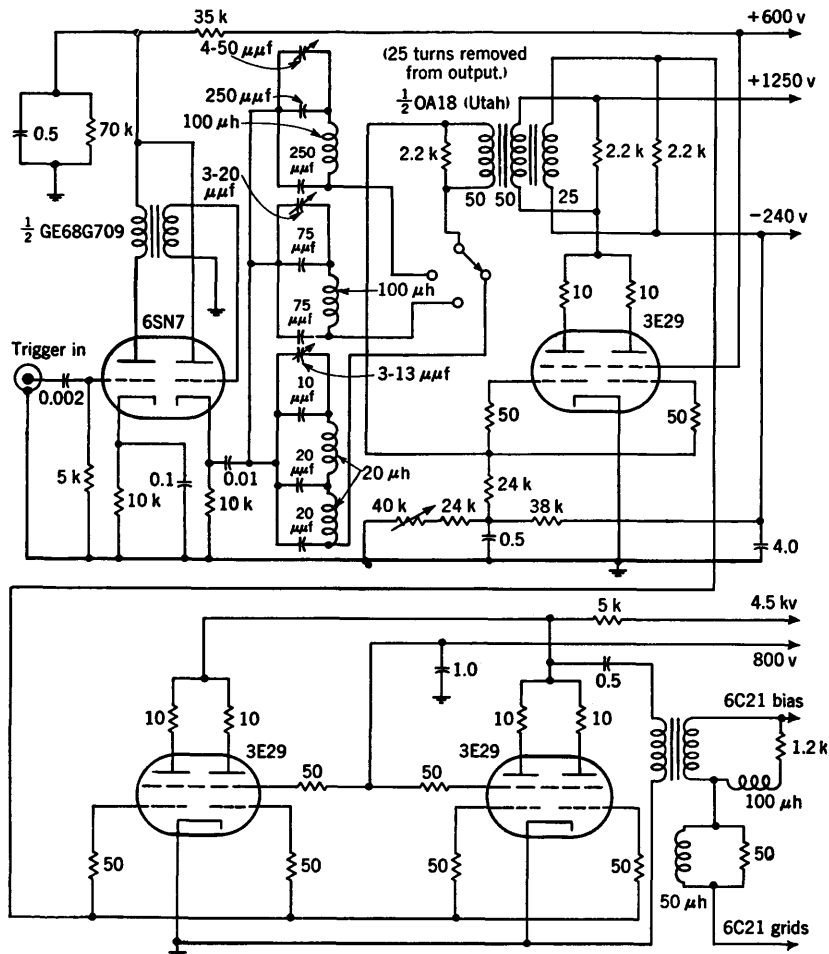 35 k
+600 v
4-50 μμf
(25 turns removed
from output.)
½ OA18 (Utah)
+1250 v
250 μμf
100 μh
0.5
70 k
2.2 k
2.2 k
2.2 k
250
μμf
3-20
μμf
50
50
25
-240 v
½ GE68G709
75
μμf
100 μh
10
10
75
μμf
6SN7
3E29
Trigger in
3-13 μμf
0.002
10
μμf
50
50
20
μμf
20 μh
5 k
0.1
0.01
10 k
10 k
24 k
20
μμf
40 k
24 k
38 k
0.5
4.0
5 k
4.5 kv
800 v
1.0
0.5
6C21 bias
10
10
10
10
1.2 k
3E29
3E29
50
50
100 μh
50
50
50
50
50
50 μh
6C21 grids